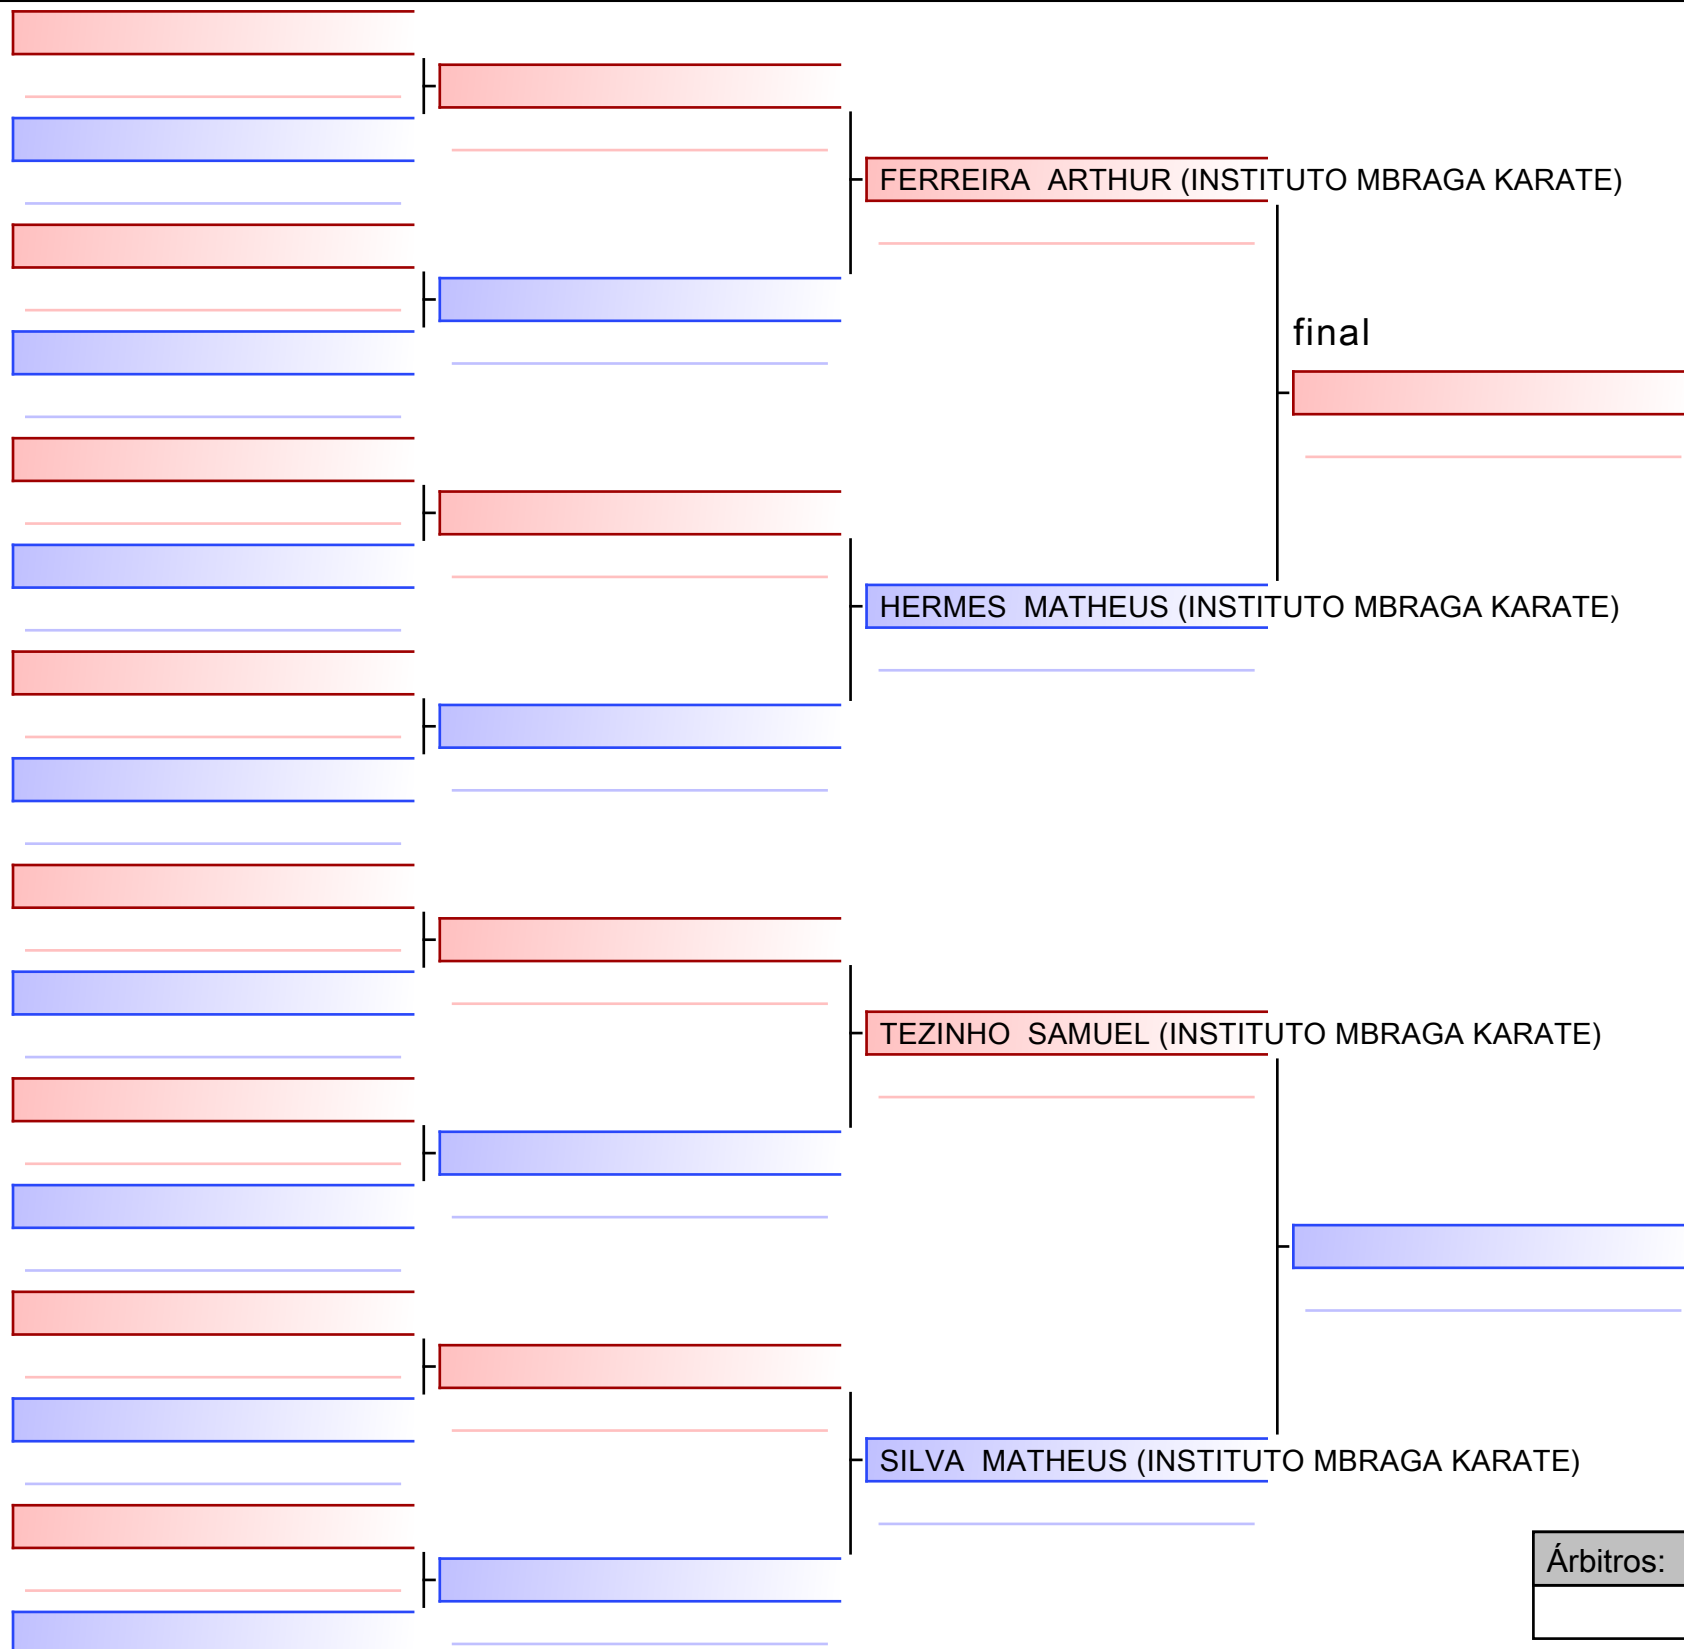 FERREIRA  ARTHUR (INSTITUTO MBRAGA KARATE)
final
HERMES  MATHEUS (INSTITUTO MBRAGA KARATE)
TEZINHO  SAMUEL (INSTITUTO MBRAGA KARATE)
SILVA  MATHEUS (INSTITUTO MBRAGA KARATE)
Árbitros: